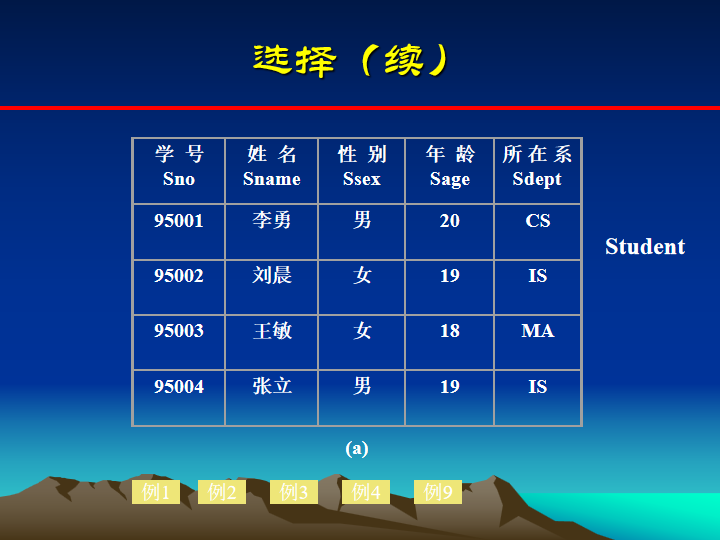 选择（续）
学 号 姓 名 性 别 年 龄 所 在 系
Sno Sname Ssex Sage Sdept
95001 李勇 男 20 CS
Student
95002 刘晨 女 19 IS
95003 王敏 女 18 MA
95004 张立 男 19 IS
(a)
例1 例2 例3 例4 例9